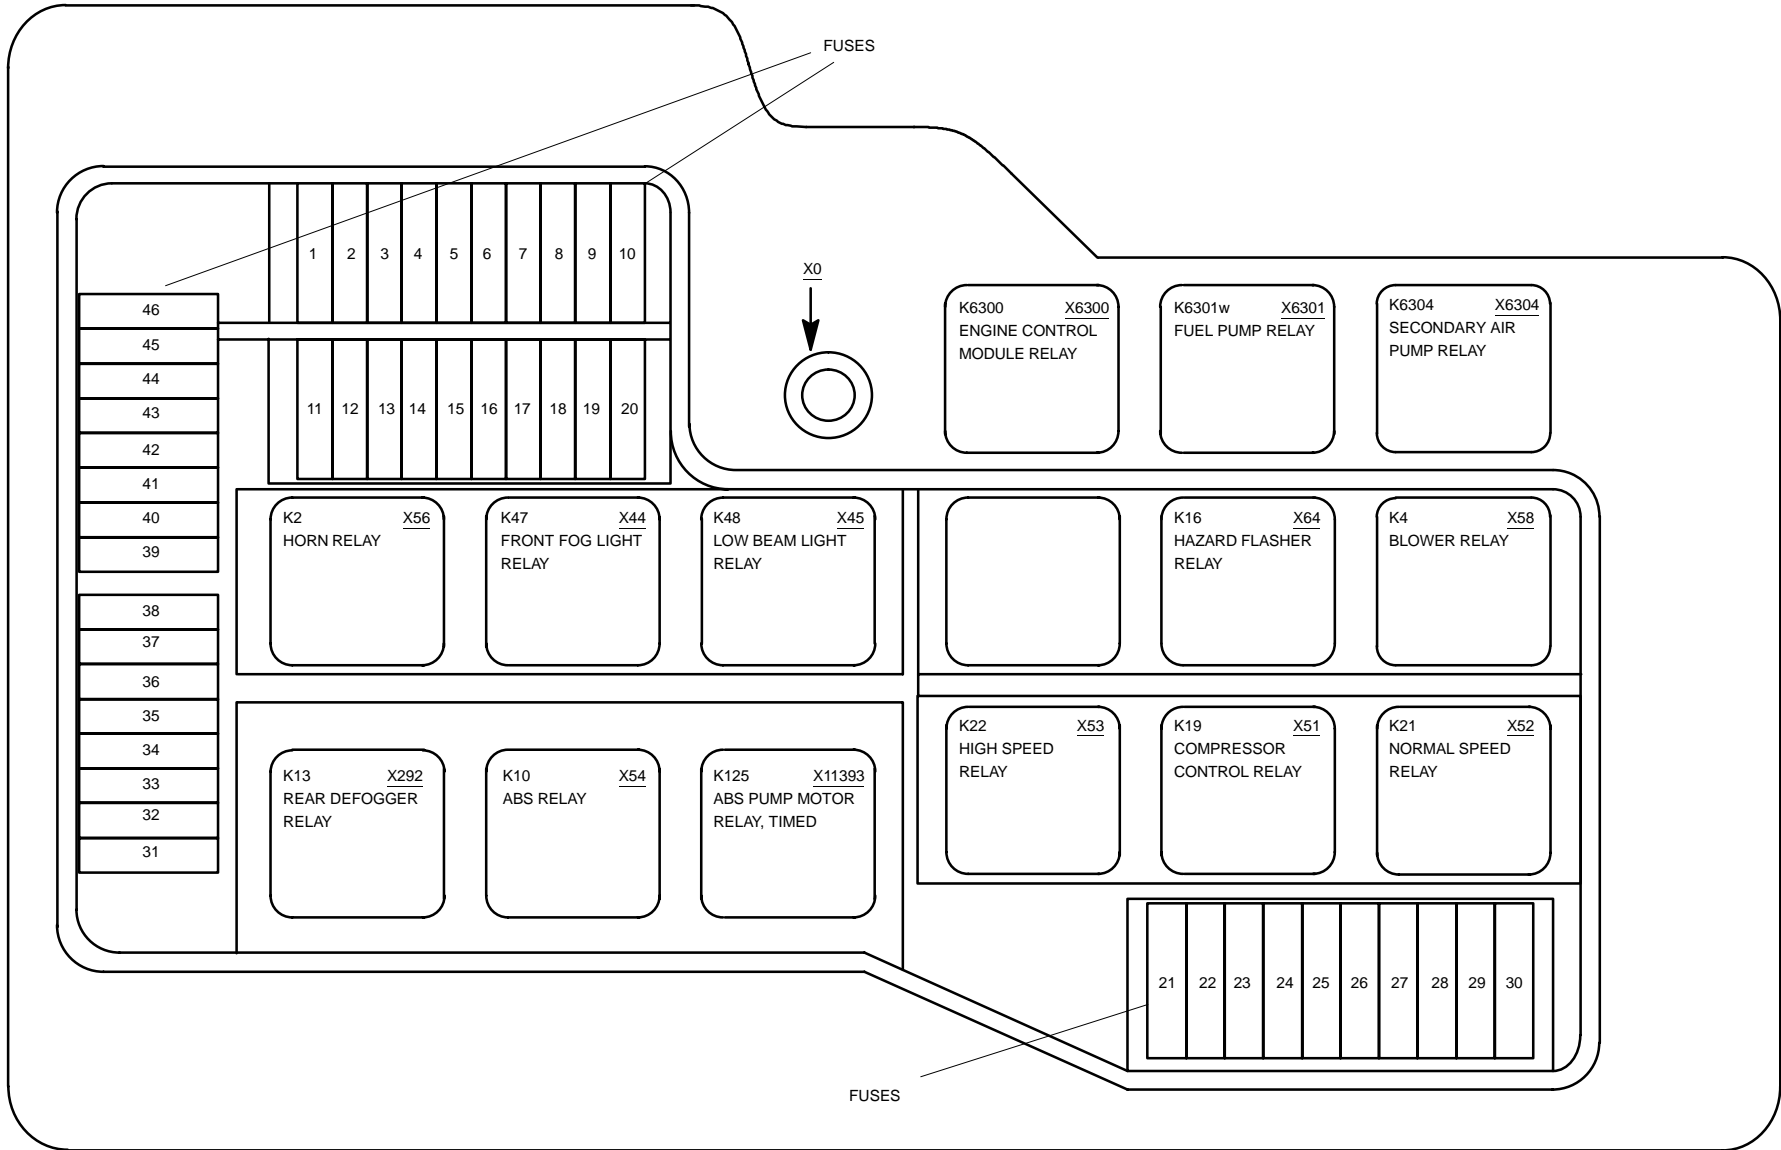 FUSES
1 2 3 4 5 6 7 8 9 10
11 12 13 14 15 16 17 18 19 20
46
45
44
43
42
41
40
39
38
37
36
35
34
33
32
31
X0
K6300 X6300
ENGINE CONTROL
MODULE RELAY
K6301w X6301
FUEL PUMP RELAY
K6304 X6304
SECONDARY AIR
PUMP RELAY
K2 X56
HORN RELAY
K47 X44
FRONT FOG LIGHT
RELAY
K48 X45
LOW BEAM LIGHT
RELAY
K16 X64
HAZARD FLASHER
RELAY
K4 X58
BLOWER RELAY
K13 X292
REAR DEFOGGER
RELAY
K10 X54
ABS RELAY
K125 X11393
ABS PUMP MOTOR
RELAY, TIMED
K22 X53
HIGH SPEED
RELAY
K19 X51
COMPRESSOR
CONTROL RELAY
K21 X52
NORMAL SPEED
RELAY
21 22 23 24 25 26 27 28 29 30
FUSES